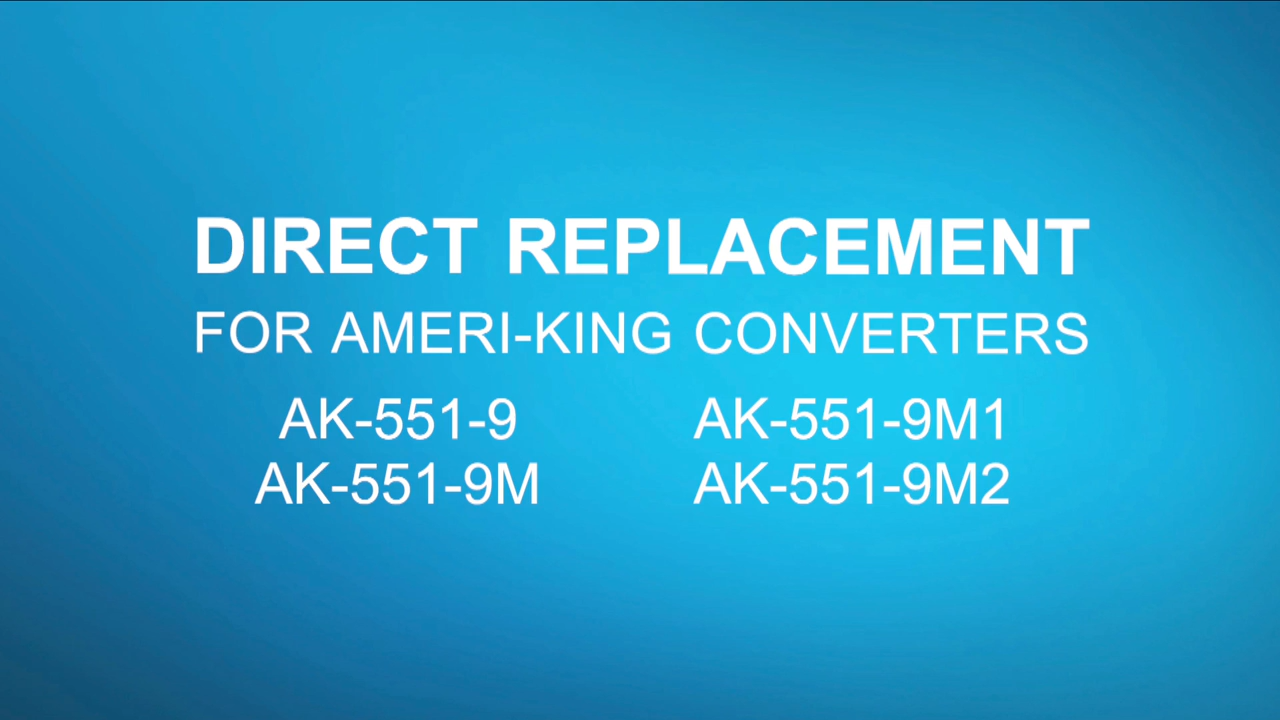 DIRECT REPLACEMENT
FOR AMERI-KING CONVERTERS
AK-551-9 AK-551-9M1
AK-551-9M AK-551-9M2